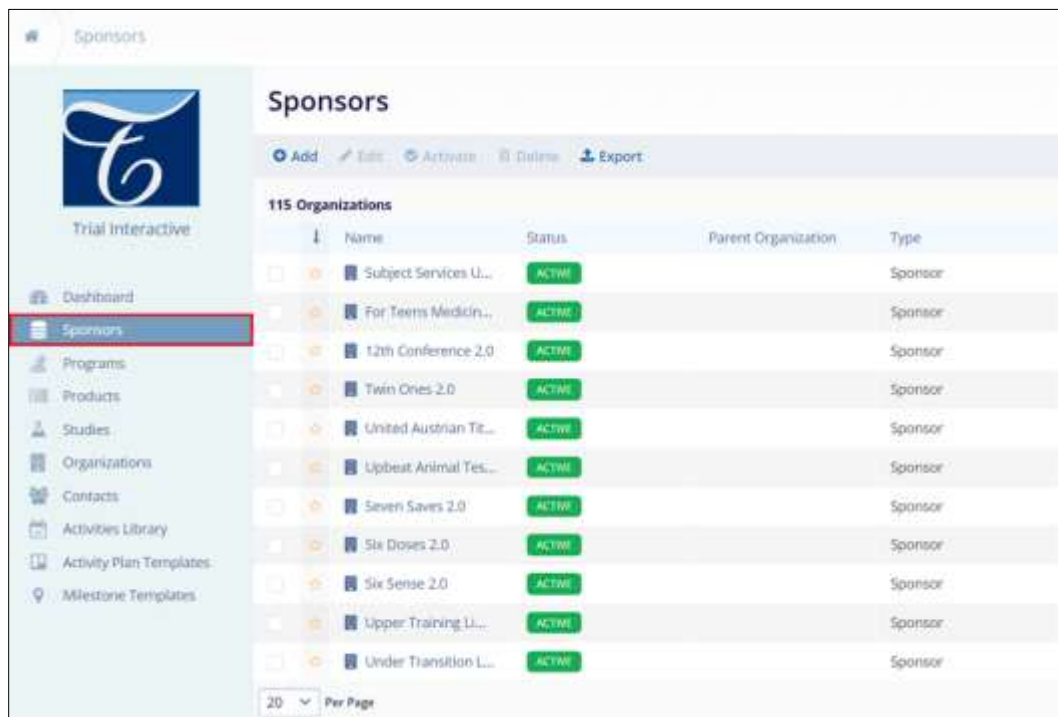 Sponsors
Trial Interactive
Dashboard
Sponsors
Programs
Products
Studies
Organizations
Contacts
Activities Library
Activity Plan Templates
Milestone Templates
Sponsors
Add Edit Activate Delete Export
115 Organizations
Name Status Parent Organization Type
Subject Services U... ACTIVE Sponsor
For Teens Medicin... ACTIVE Sponsor
12th Conference 2.0 ACTIVE Sponsor
Twin Ones 2.0 ACTIVE Sponsor
United Austrian Tit... ACTIVE Sponsor
Upbeat Animal Tes... ACTIVE Sponsor
Seven Saves 2.0 ACTIVE Sponsor
Six Doses 2.0 ACTIVE Sponsor
Six Sense 2.0 ACTIVE Sponsor
Upper Training Li... ACTIVE Sponsor
Under Transition L... ACTIVE Sponsor
20 Per Page